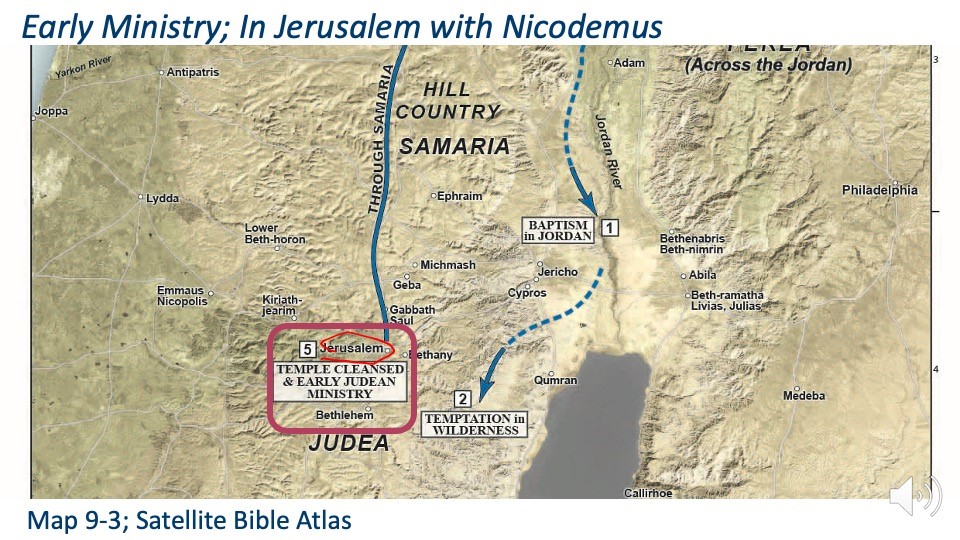 Early Ministry; In Jerusalem with Nicodemus
PEREA
(Across the Jordan)
3
Yarkon River
Antipatris
Adam
HILL
COUNTRY
Joppa
THROUGH SAMARIA
SAMARIA
Jordan River
Philadelphia
Lydda
Ephraim
BAPTISM
in JORDAN
1
Lower
Beth-horon
Bethenabris
Beth-nimrin
Michmash
Jericho
Abila
Geba
Cypros
Emmaus
Nicopolis
Kiriath-
jearim
Beth-ramatha
Livias, Julias
Gabbath
Saul
5
Jerusalem
Bethany
TEMPLE CLEANSED
& EARLY JUDEAN
MINISTRY
4
Qumran
2
Medeba
Bethlehem
TEMPTATION in
WILDERNESS
JUDEA
Callirhoe
Map 9-3; Satellite Bible Atlas